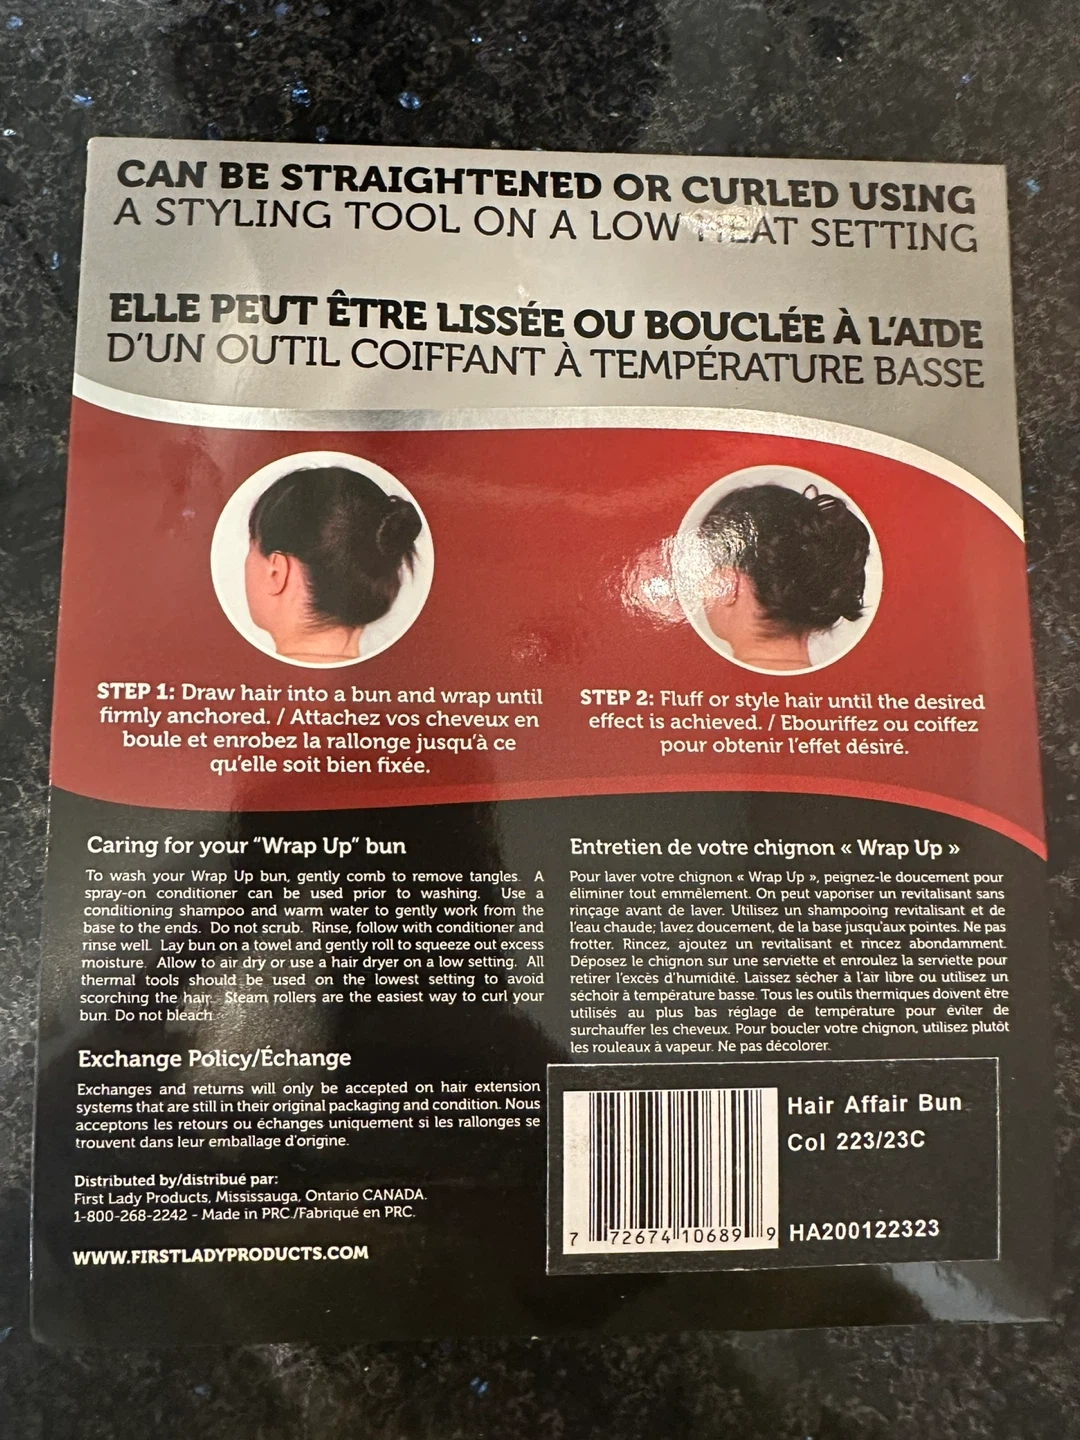 CAN BE STRAIGHTENED OR CURLED USING
A STYLING TOOL ON A LOW HEAT SETTING
ELLE PEUT ÊTRE LISSÉE OU BOUCLÉE À L'AIDE
D'UN OUTIL COIFFANT À TEMPÉRATURE BASSE
STEP 1: Draw hair into a bun and wrap until
firmly anchored. / Attachez vos cheveux en
boule et enrobez la rallonge jusqu'à ce
qu'elle soit bien fixée.
STEP 2: Fluff or style hair until the desired
effect is achieved. / Ebouriffez ou coiffez
pour obtenir l'effet désiré.
Caring for your "Wrap Up" bun
To wash your Wrap Up bun, gently comb to remove tangles. A
spray-on conditioner can be used prior to washing. Use a
conditioning shampoo and warm water to gently work from the
base to the ends. Do not scrub. Rinse, follow with conditioner and
rinse well. Lay bun on a towel and gently roll to squeeze out excess
moisture. Allow to air dry or use a hair dryer on a low setting. All
thermal tools should be used on the lowest setting to avoid
scorching the hair. Steam rollers are the easiest way to curl your
bun. Do not bleach
Entretien de votre chignon « Wrap Up »
Pour laver votre chignon « Wrap Up », peignez-le doucement pour
éliminer tout emmêlement. On peut vaporiser un revitalisant sans
rinçage avant de laver. Utilisez un shampooing revitalisant et de
l'eau chaude; lavez doucement, de la base jusqu'aux pointes. Ne pas
frotter. Rincez, ajoutez un revitalisant et rincez abondamment.
Déposez le chignon sur une serviette et enroulez la serviette pour
retirer l'excès d'humidité. Laissez sécher à l'air libre ou utilisez un
séchoir à température basse. Tous les outils thermiques doivent être
utilisés au plus bas réglage de température pour éviter de
surchauffer les cheveux. Pour boucler votre chignon, utilisez plutôt
les rouleaux à vapeur. Ne pas décolorer.
Exchange Policy/Échange
Exchanges and returns will only be accepted on hair extension
systems that are still in their original packaging and condition. Nous
acceptons les retours ou échanges uniquement si les rallonges se
trouvent dans leur emballage d'origine.
Distributed by/distribué par:
First Lady Products, Mississauga, Ontario CANADA.
1-800-268-2242 - Made in PRC./Fabriqué en PRC.
WWW.FIRSTLADYPRODUCTS.COM
Hair Affair Bun
Col 223/23C
7 72674 10689 9
HA200122323